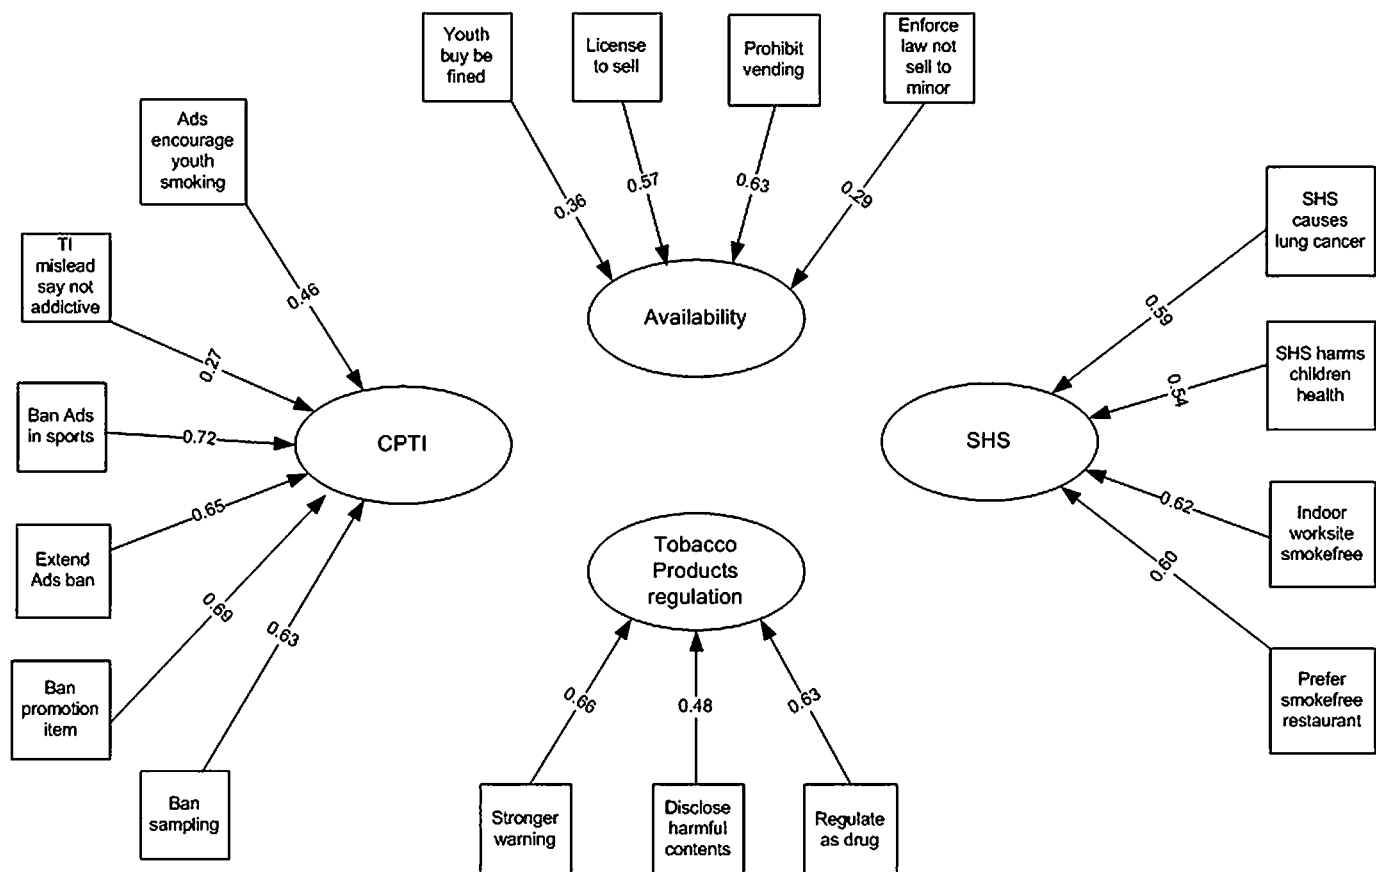 Youth
buy be
fined
License
to sell
Prohibit
vending
Enforce
law not
sell to
minor
Ads
encourage
youth
smoking
0.36
0.57
0.63
0.29
SHS
causes
lung cancer
TI
mislead
say not
addictive
0.46
Availability
0.59
0.27
SHS harms
children
health
0.54
Ban Ads
in sports
0.72
CPTI
SHS
0.65
0.62
Indoor
worksite
smokefree
Extend
Ads ban
Tobacco
Products
regulation
0.60
0.69
0.63
Ban
promotion
item
0.66
0.48
0.63
Prefer
smokefree
restaurant
Ban
sampling
Stronger
warning
Disclose
harmful
contents
Regulate
as drug